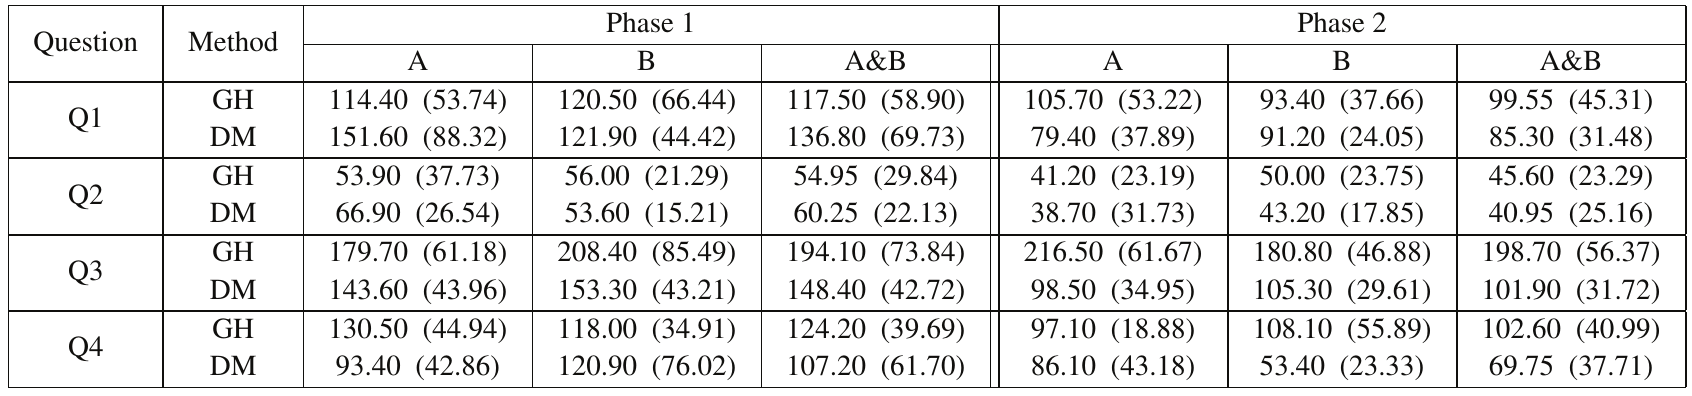 Question Method Phase 1 Phase 2
A B A&B A B A&B
Q1 GH 114.40 (53.74) 120.50 (66.44) 117.50 (58.90) 105.70 (53.22) 93.40 (37.66) 99.55 (45.31)
DM 151.60 (88.32) 121.90 (44.42) 136.80 (69.73) 79.40 (37.89) 91.20 (24.05) 85.30 (31.48)
Q2 GH 53.90 (37.73) 56.00 (21.29) 54.95 (29.84) 41.20 (23.19) 50.00 (23.75) 45.60 (23.29)
DM 66.90 (26.54) 53.60 (15.21) 60.25 (22.13) 38.70 (31.73) 43.20 (17.85) 40.95 (25.16)
Q3 GH 179.70 (61.18) 208.40 (85.49) 194.10 (73.84) 216.50 (61.67) 180.80 (46.88) 198.70 (56.37)
DM 143.60 (43.96) 153.30 (43.21) 148.40 (42.72) 98.50 (34.95) 105.30 (29.61) 101.90 (31.72)
Q4 GH 130.50 (44.94) 118.00 (34.91) 124.20 (39.69) 97.10 (18.88) 108.10 (55.89) 102.60 (40.99)
DM 93.40 (42.86) 120.90 (76.02) 107.20 (61.70) 86.10 (43.18) 53.40 (23.33) 69.75 (37.71)